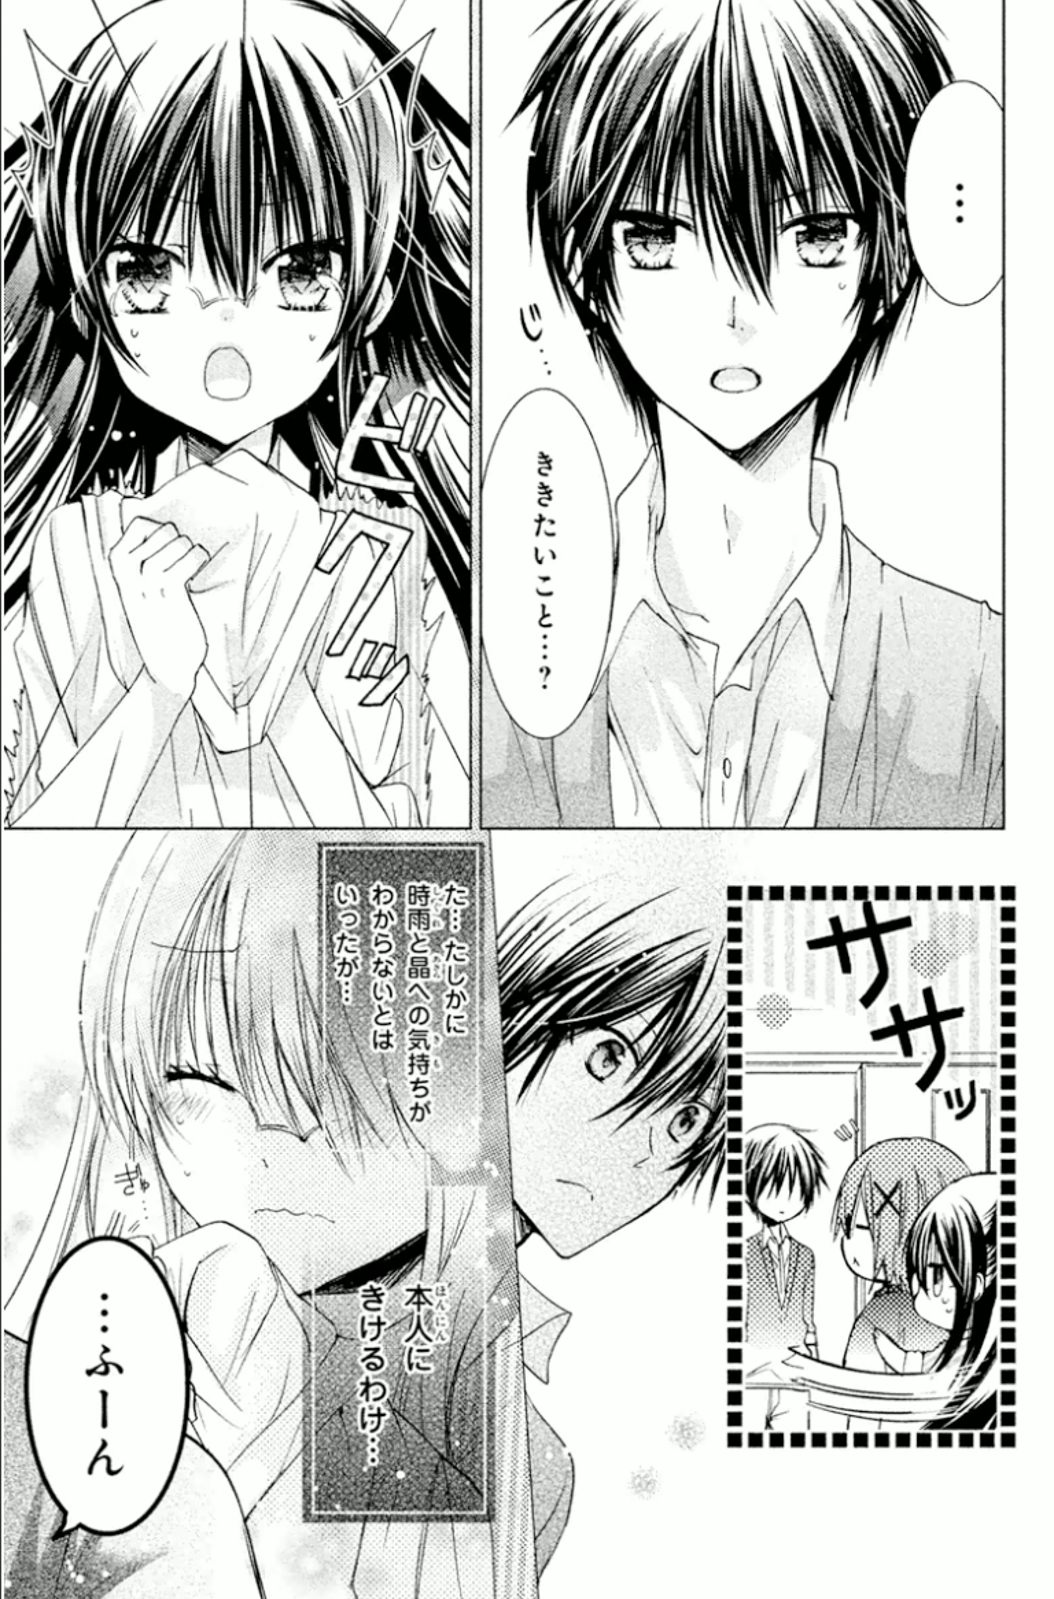 …
じ…
ききたいこと…?
ビクッ
ササッ
た…たしかに
時雨と晶への気持ちが
わからないとは
いったが…
本人に
きけるわけ…
ぎゅ…
…ふーん